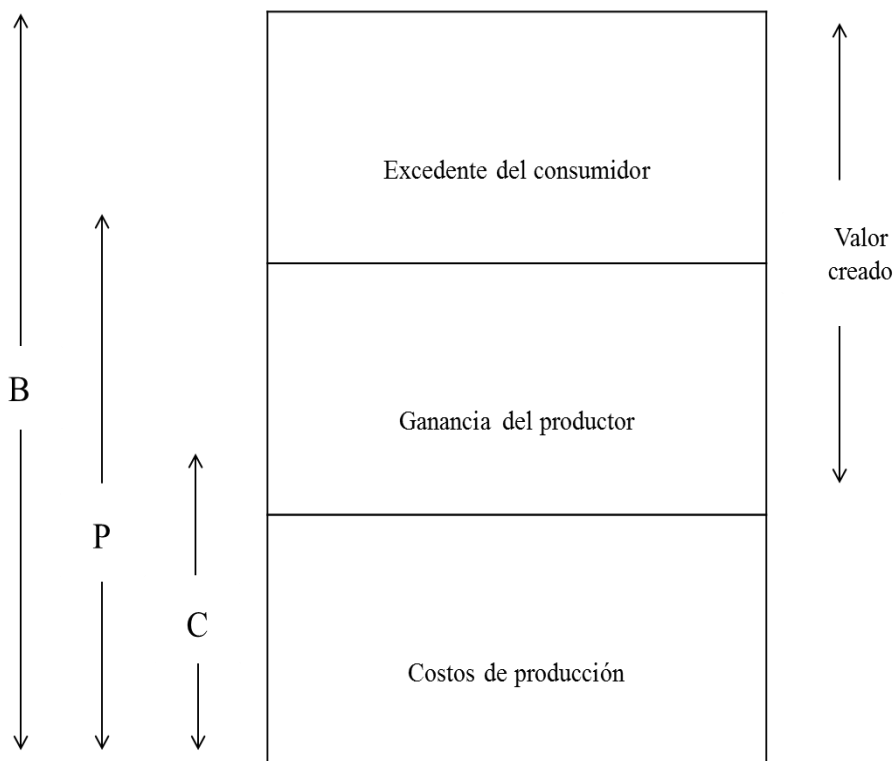 Excedente del consumidor
Valor
creado
B
Ganancia del productor
P
C
Costos de producción